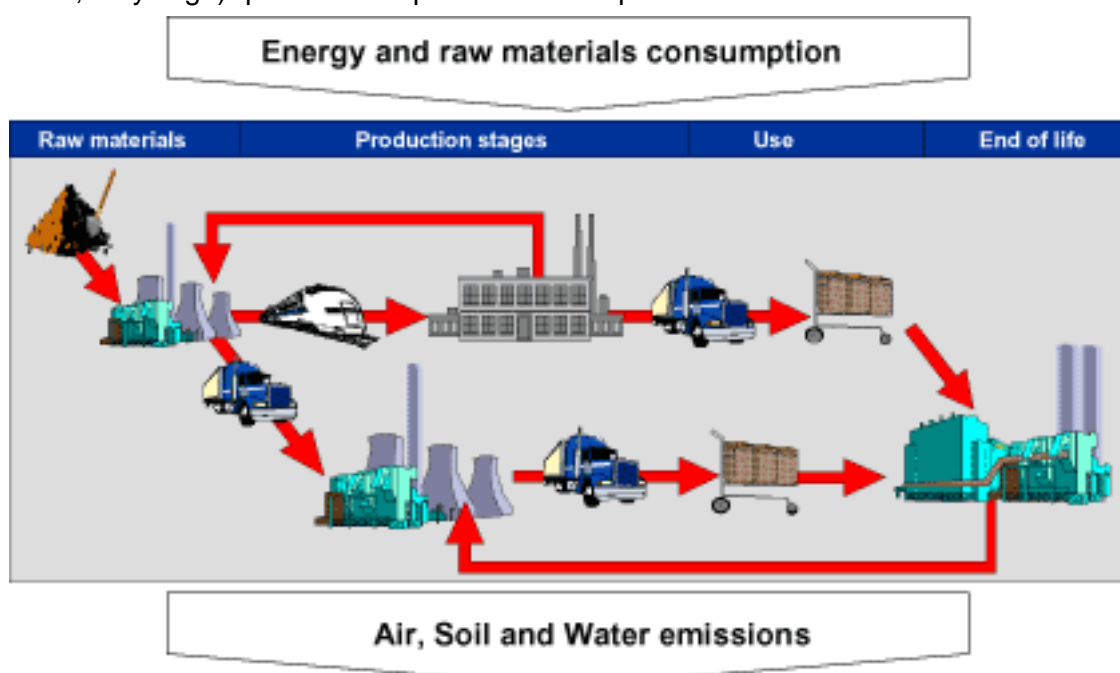 Energy and raw materials consumption
Raw materials Production stages Use End of life
Air, Soil and Water emissions